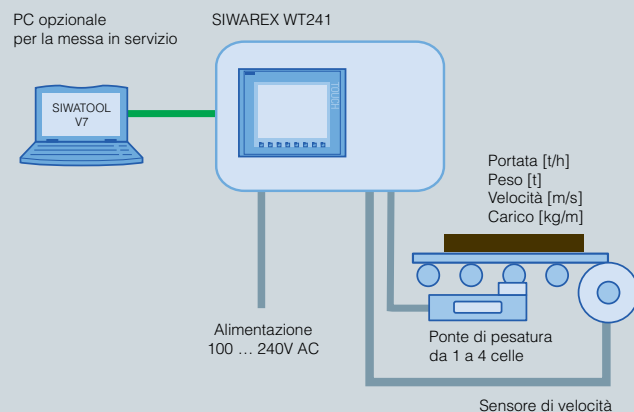 PC opzionale
per la messa in servizio
SIWAREX WT241
SIWATOOL
V7
TOUCH
Portata [t/h]
Peso [t]
Velocità [m/s]
Carico [kg/m]
Alimentazione
100 … 240V AC
Ponte di pesatura
da 1 a 4 celle
Sensore di velocità